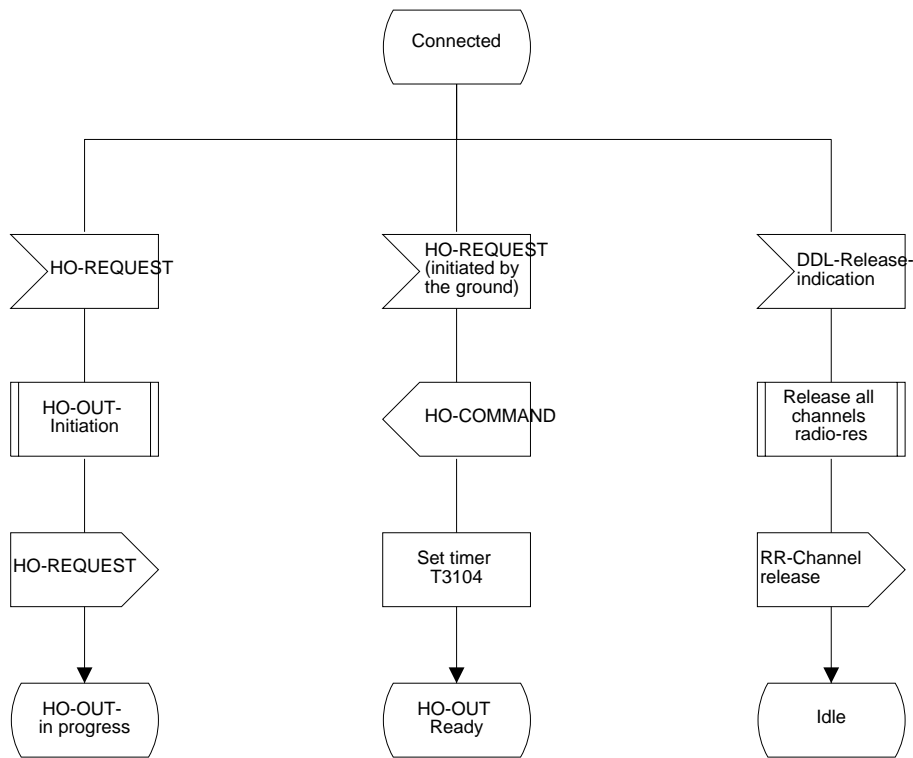 Connected
HO-REQUEST
HO-REQUEST
(initiated by
the ground)
DDL-Release-
indication
HO-OUT-
Initiation
HO-COMMAND
Release all
channels
radio-res
HO-REQUEST
Set timer
T3104
RR-Channel
release
HO-OUT-
in progress
HO-OUT
Ready
Idle